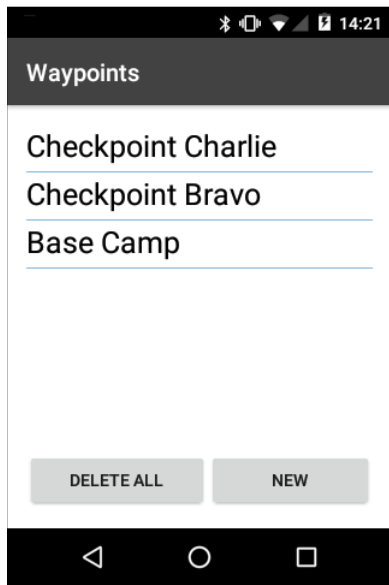 14:21
Waypoints
Checkpoint Charlie
Checkpoint Bravo
Base Camp
DELETE ALL NEW